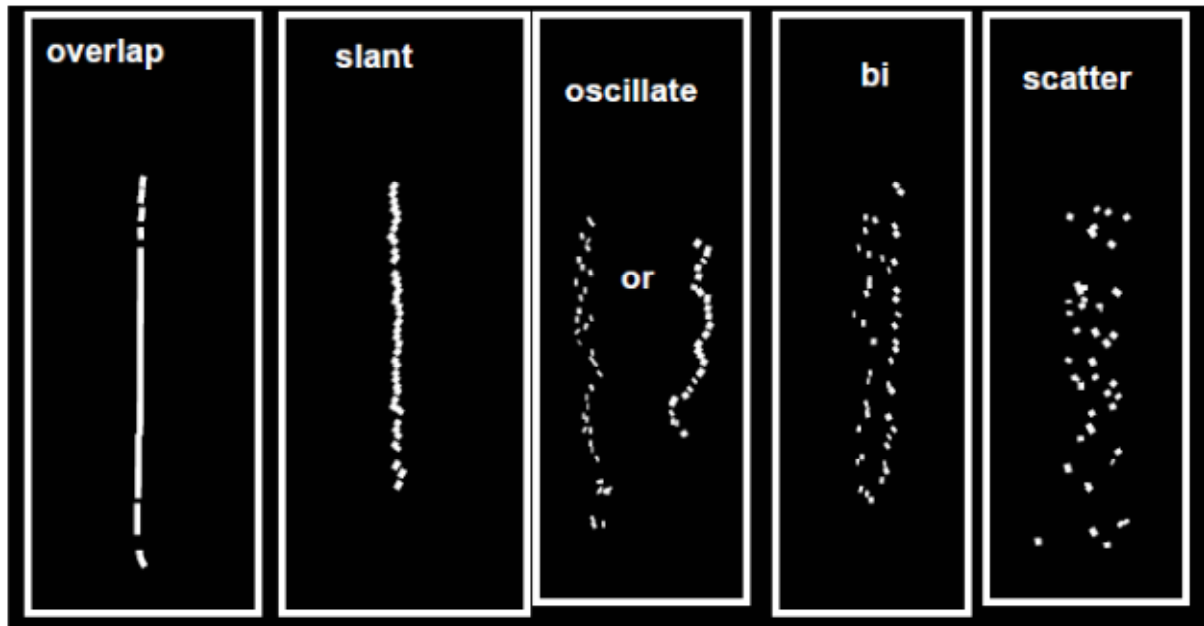 overlap
slant
oscillate
or
bi
scatter